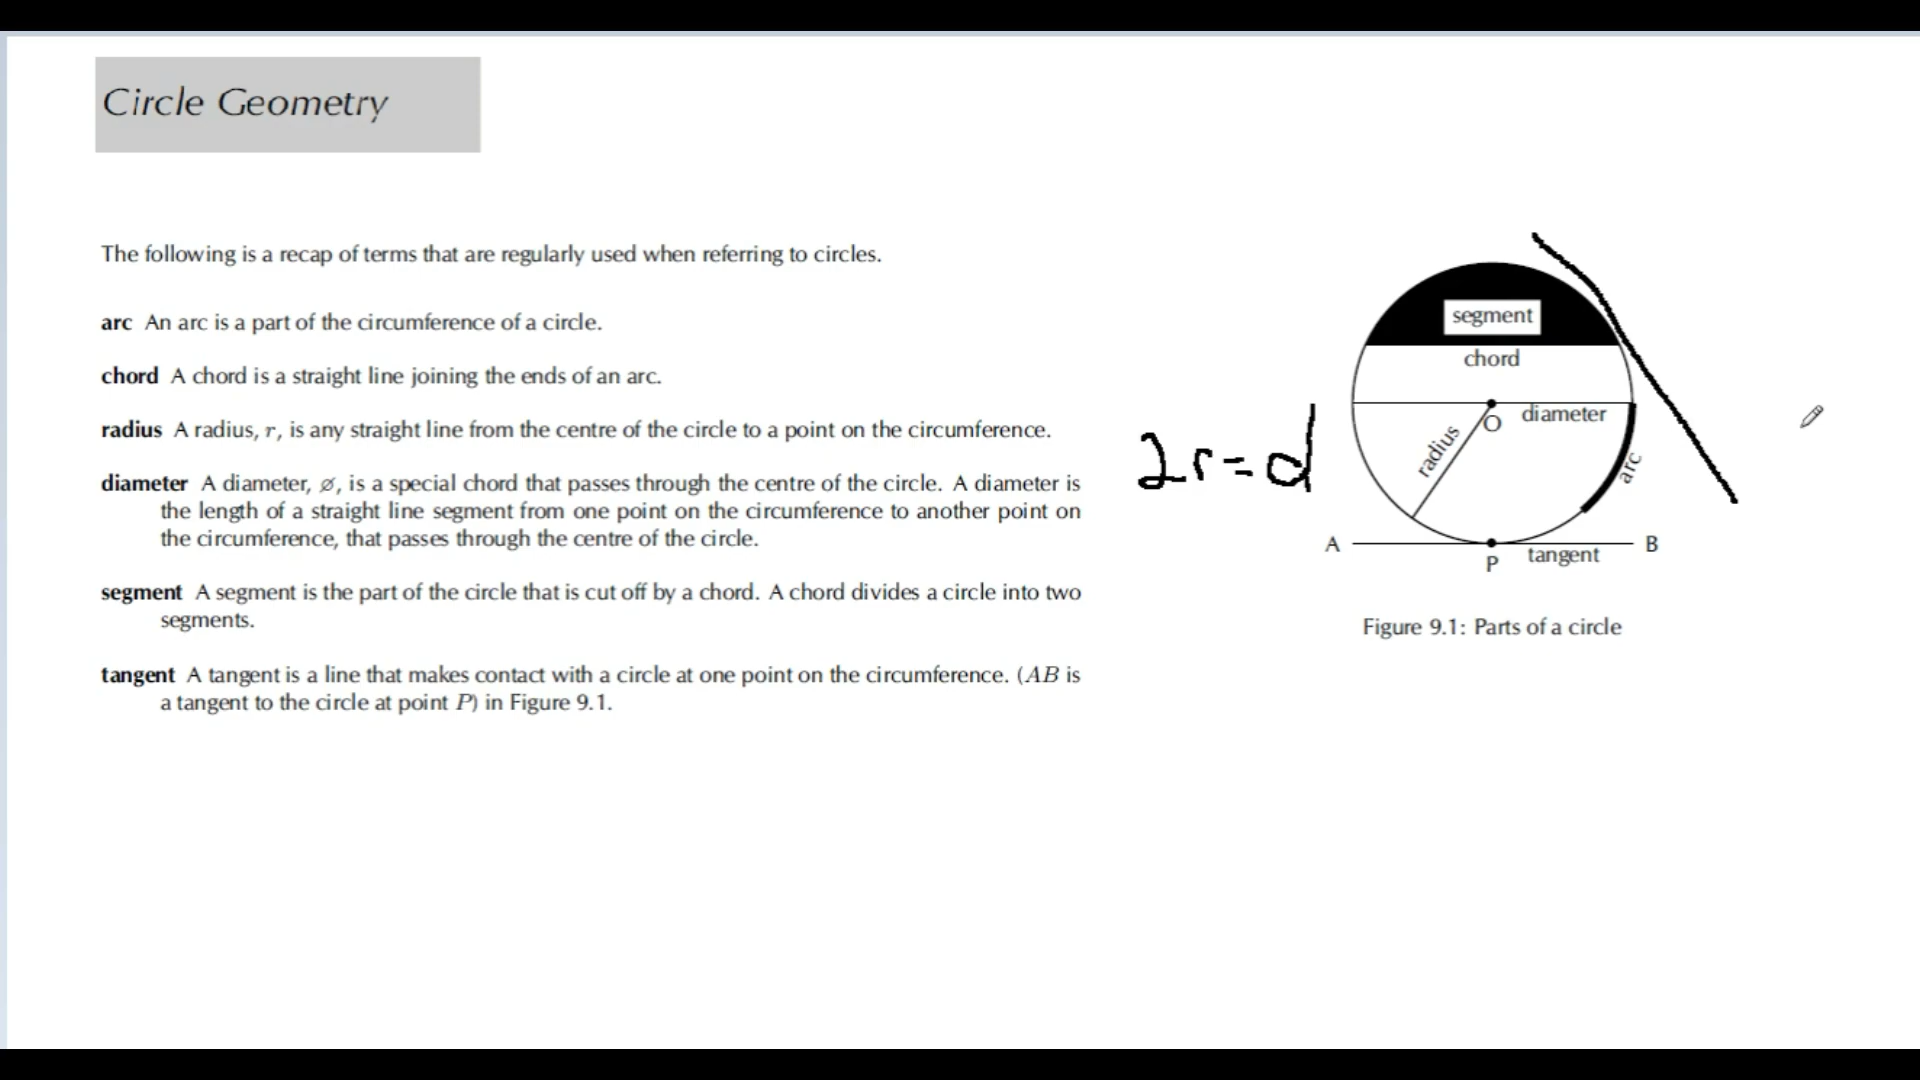 Circle Geometry
The following is a recap of terms that are regularly used when referring to circles.
arc An arc is a part of the circumference of a circle.
chord A chord is a straight line joining the ends of an arc.
radius A radius, r, is any straight line from the centre of the circle to a point on the circumference.
diameter A diameter, ⌀, is a special chord that passes through the centre of the circle. A diameter is
the length of a straight line segment from one point on the circumference to another point on
the circumference, that passes through the centre of the circle.
segment A segment is the part of the circle that is cut off by a chord. A chord divides a circle into two
segments.
tangent A tangent is a line that makes contact with a circle at one point on the circumference. (AB is
a tangent to the circle at point P) in Figure 9.1.
2r=d
segment
chord
O
diameter
radius
arc
A
B
P
tangent
Figure 9.1: Parts of a circle